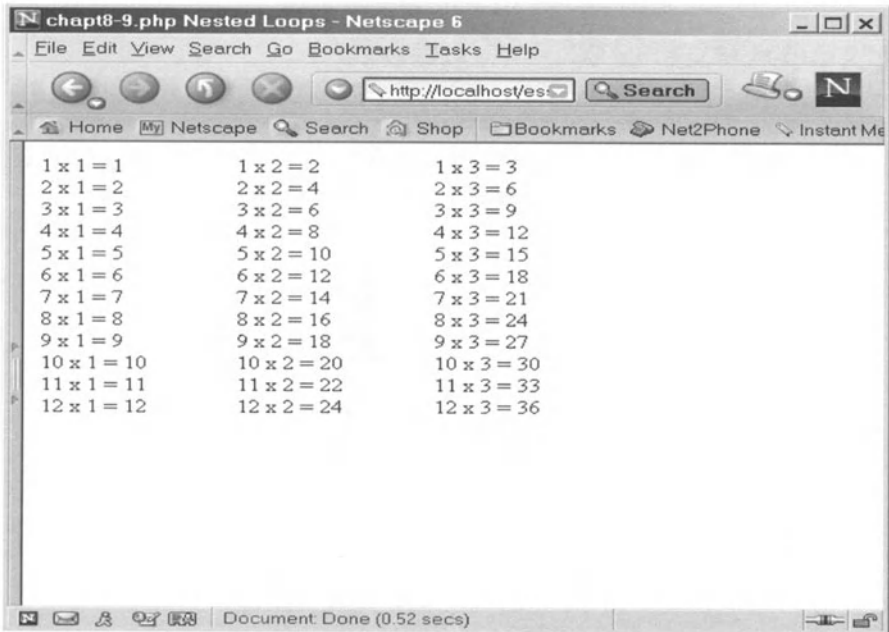 N chapt8-9.php Nested Loops - Netscape 6
File Edit View Search Go Bookmarks Tasks Help
http://localhost/es Search N
Home My Netscape Search Shop Bookmarks Net2Phone Instant Me
1 x 1 = 1 1 x 2 = 2 1 x 3 = 3
2 x 1 = 2 2 x 2 = 4 2 x 3 = 6
3 x 1 = 3 3 x 2 = 6 3 x 3 = 9
4 x 1 = 4 4 x 2 = 8 4 x 3 = 12
5 x 1 = 5 5 x 2 = 10 5 x 3 = 15
6 x 1 = 6 6 x 2 = 12 6 x 3 = 18
7 x 1 = 7 7 x 2 = 14 7 x 3 = 21
8 x 1 = 8 8 x 2 = 16 8 x 3 = 24
9 x 1 = 9 9 x 2 = 18 9 x 3 = 27
10 x 1 = 10 10 x 2 = 20 10 x 3 = 30
11 x 1 = 11 11 x 2 = 22 11 x 3 = 33
12 x 1 = 12 12 x 2 = 24 12 x 3 = 36
N Document: Done (0.52 secs)